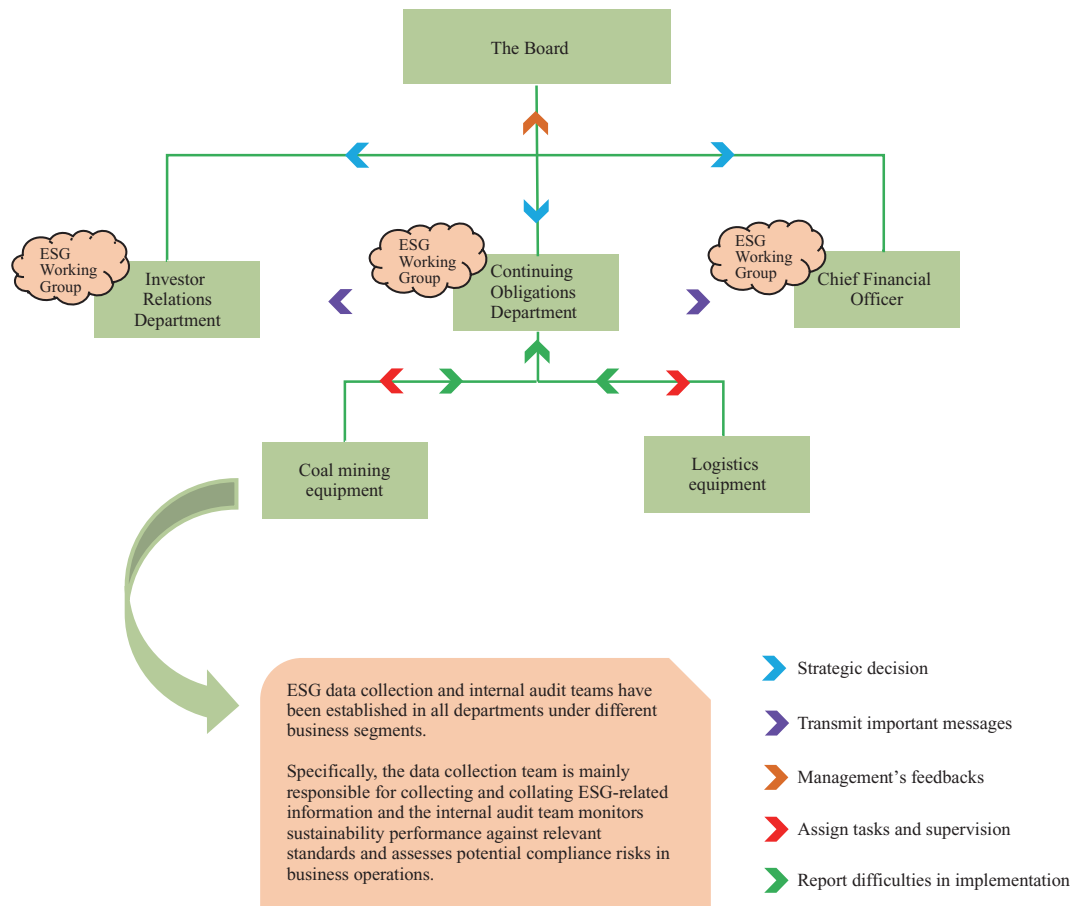 The Board
ESG
Working
Group
Investor
Relations
Department
ESG
Working
Group
Continuing
Obligations
Department
ESG
Working
Group
Chief Financial
Officer
Coal mining
equipment
Logistics
equipment
ESG data collection and internal audit teams have
been established in all departments under different
business segments.
Specifically, the data collection team is mainly
responsible for collecting and collating ESG-related
information and the internal audit team monitors
sustainability performance against relevant
standards and assesses potential compliance risks in
business operations.
Strategic decision
Transmit important messages
Management’s feedbacks
Assign tasks and supervision
Report difficulties in implementation